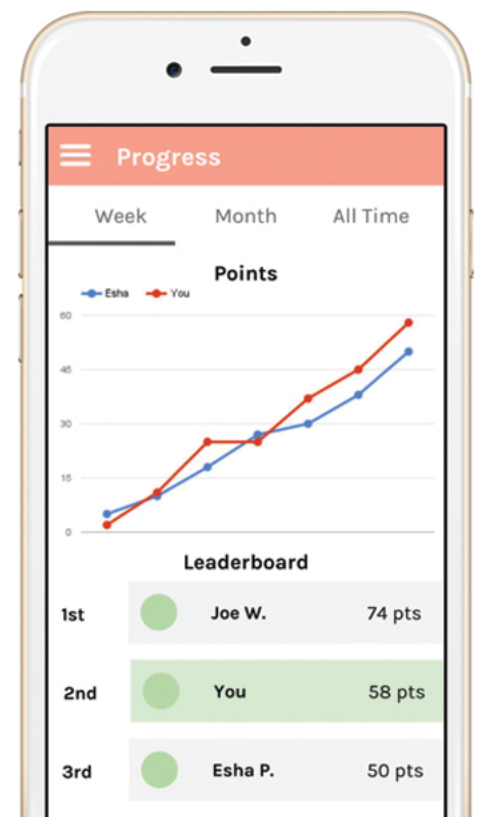 Progress
Week Month All Time
Points
Esha You
60
45
30
15
0
Leaderboard
1st Joe W. 74 pts
2nd You 58 pts
3rd Esha P. 50 pts